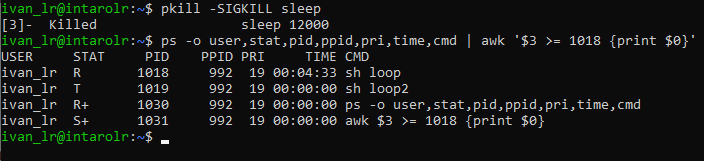 ivan_lr@intarolr:~$ pkill -SIGKILL sleep
[3]-  Killed                  sleep 12000
ivan_lr@intarolr:~$ ps -o user,stat,pid,ppid,pri,time,cmd | awk '$3 >= 1018 {print $0}'
USER     STAT     PID    PPID PRI     TIME CMD
ivan_lr  R       1018     992  19 00:04:33 sh loop
ivan_lr  T       1019     992  19 00:00:00 sh loop2
ivan_lr  R+      1030     992  19 00:00:00 ps -o user,stat,pid,ppid,pri,time,cmd
ivan_lr  S+      1031     992  19 00:00:00 awk $3 >= 1018 {print $0}
ivan_lr@intarolr:~$